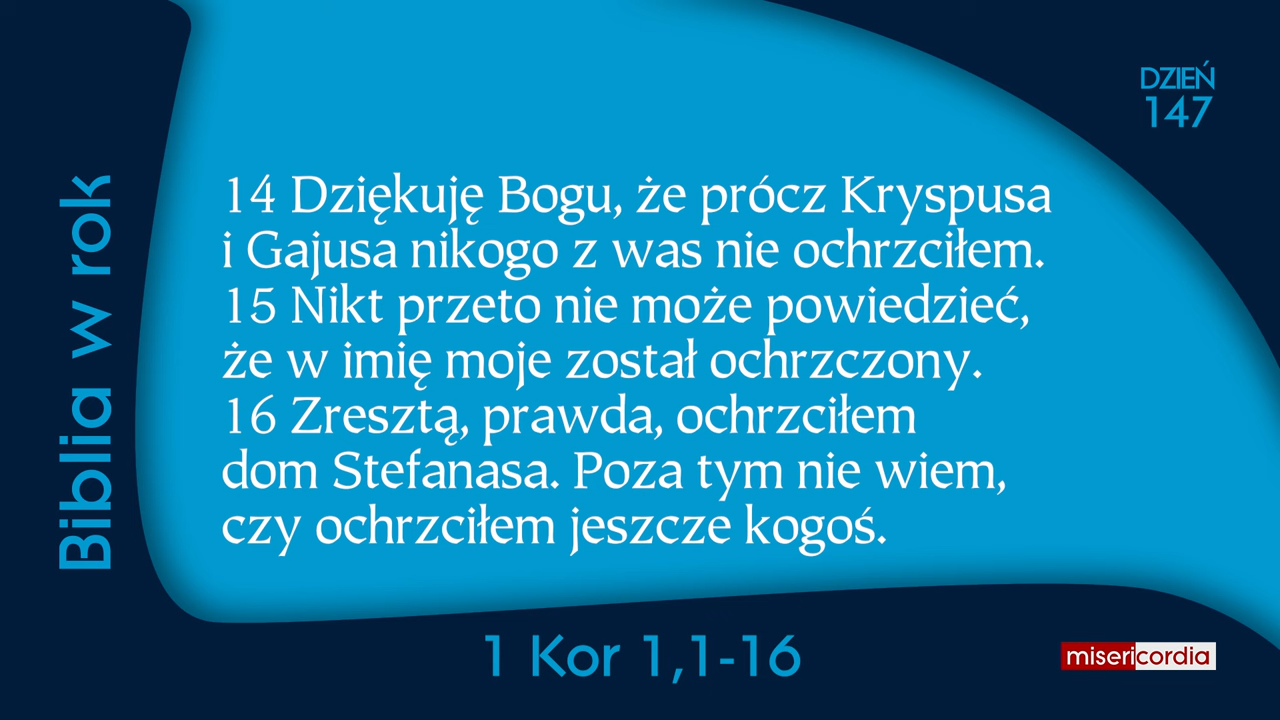 DZIEŃ
147
Biblia w rok
14 Dziękuję Bogu, że prócz Kryspusa
i Gajusa nikogo z was nie ochrzciłem.
15 Nikt przeto nie może powiedzieć,
że w imię moje został ochrzczony.
16 Zresztą, prawda, ochrzciłem
dom Stefanasa. Poza tym nie wiem,
czy ochrzciłem jeszcze kogoś.
1 Kor 1,1-16
misericordia